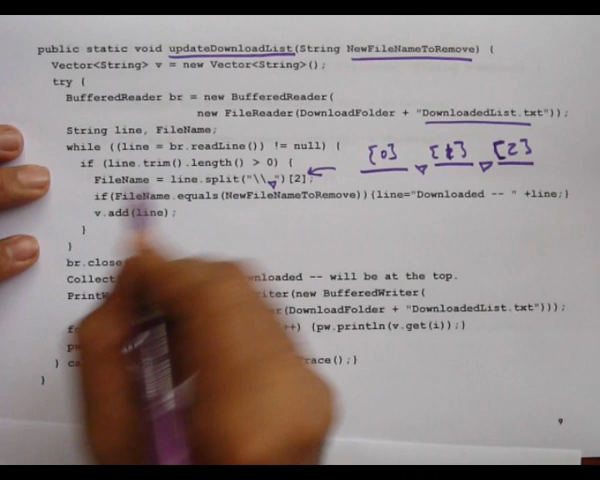 public static void updateDownloadList(String NewFileNameToRemove) {
Vector<String> v = new Vector<String>();
try {
BufferedReader br = new BufferedReader(
new FileReader(DownloadFolder + "DownloadedList.txt"));
String line, FileName;
while ((line = br.readLine()) != null) {
[0] [1] [2]
if (line.trim().length() > 0) {
FileName = line.split("\\ ")[2];
if(FileName.equals(NewFileNameToRemove)){line="Downloaded -- " +line;}
v.add(line);
}
}
br.close
Collect wnloaded -- will be at the top.
PrintW iter(new BufferedWriter(
(DownloadFolder + "DownloadedList.txt")));
++) {pw.println(v.get(i));}
} ca race();}
}
9